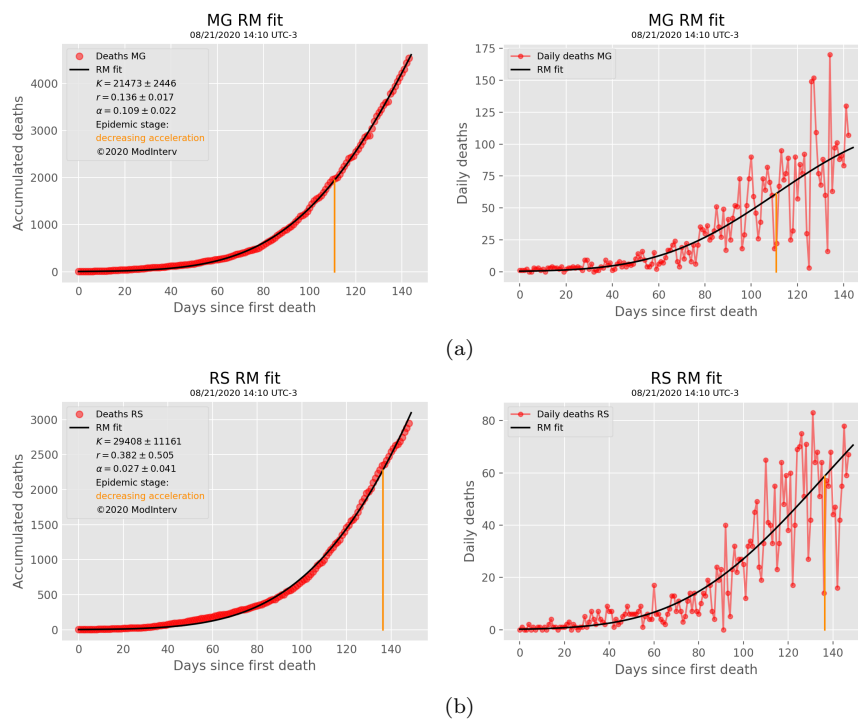 MG RM fit
08/21/2020 14:10 UTC-3
Accumulated deaths
4000
3000
2000
1000
0
Deaths MG
RM fit
K = 21473 ± 2446
r = 0.136 ± 0.017
α = 0.109 ± 0.022
Epidemic stage:
decreasing acceleration
©2020 ModInterv
0 20 40 60 80 100 120 140
Days since first death
MG RM fit
08/21/2020 14:10 UTC-3
Daily deaths
175
150
125
100
75
50
25
0
Daily deaths MG
RM fit
0 20 40 60 80 100 120 140
Days since first death
(a)
RS RM fit
08/21/2020 14:10 UTC-3
Accumulated deaths
3000
2500
2000
1500
1000
500
0
Deaths RS
RM fit
K = 29408 ± 11161
r = 0.382 ± 0.505
α = 0.027 ± 0.041
Epidemic stage:
decreasing acceleration
©2020 ModInterv
0 20 40 60 80 100 120 140
Days since first death
RS RM fit
08/21/2020 14:10 UTC-3
Daily deaths
80
60
40
20
0
Daily deaths RS
RM fit
0 20 40 60 80 100 120 140
Days since first death
(b)